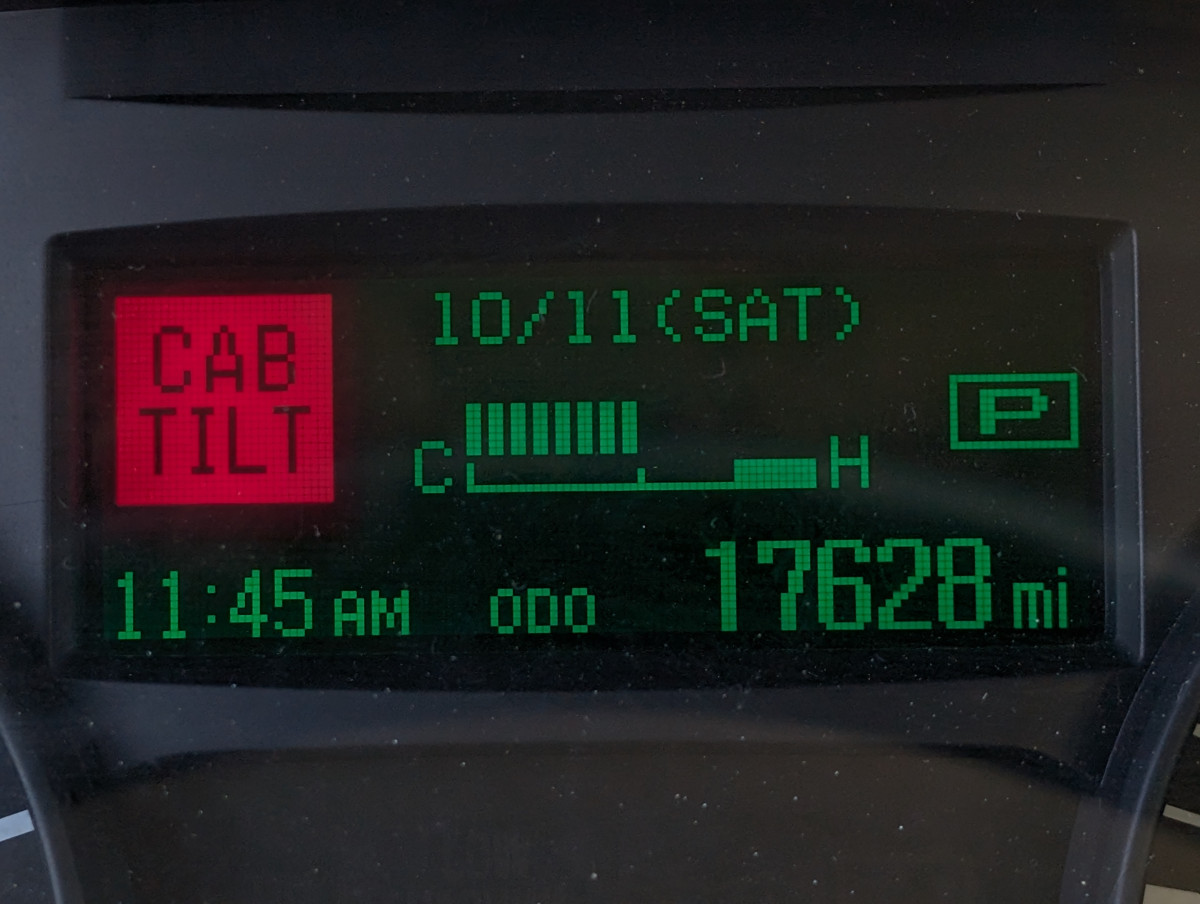 CAB
TILT
10/11(SAT)
C H
P
11:45 AM ODO 17628 mi